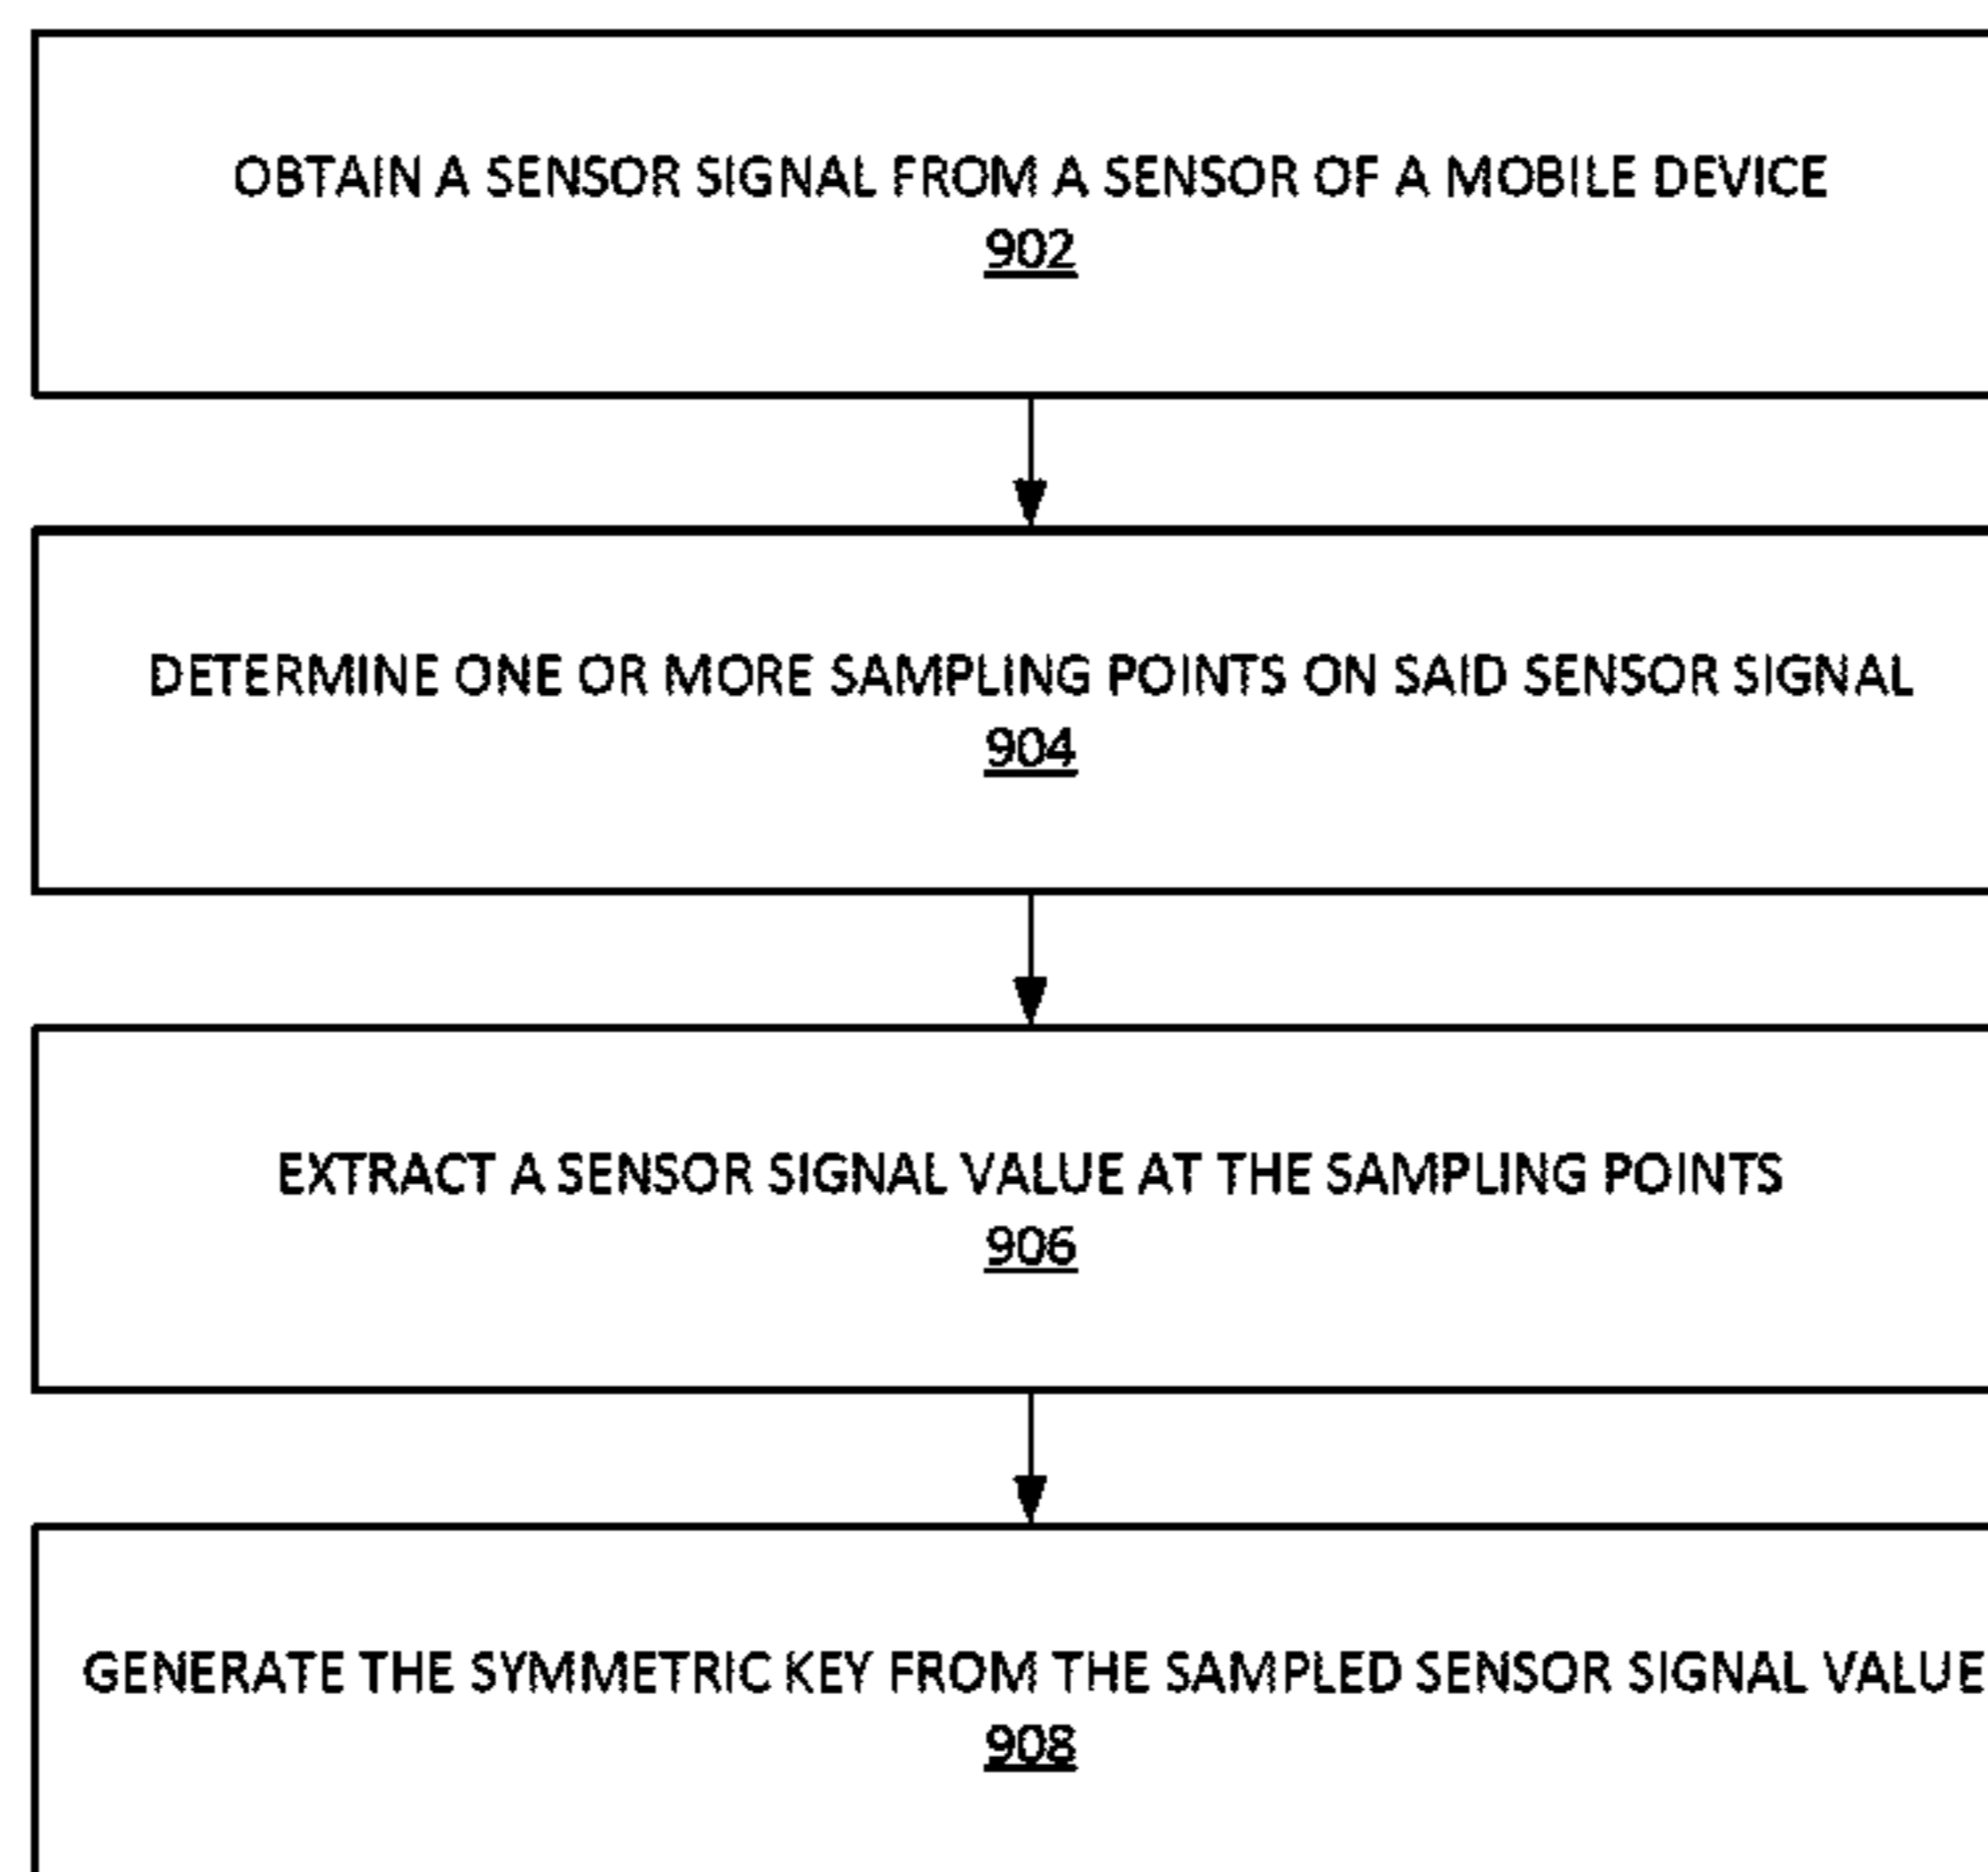 OBTAIN A SENSOR SIGNAL FROM A SENSOR OF A MOBILE DEVICE
902
DETERMINE ONE OR MORE SAMPLING POINTS ON SAID SENSOR SIGNAL
904
EXTRACT A SENSOR SIGNAL VALUE AT THE SAMPLING POINTS
906
GENERATE THE SYMMETRIC KEY FROM THE SAMPLED SENSOR SIGNAL VALUE
908